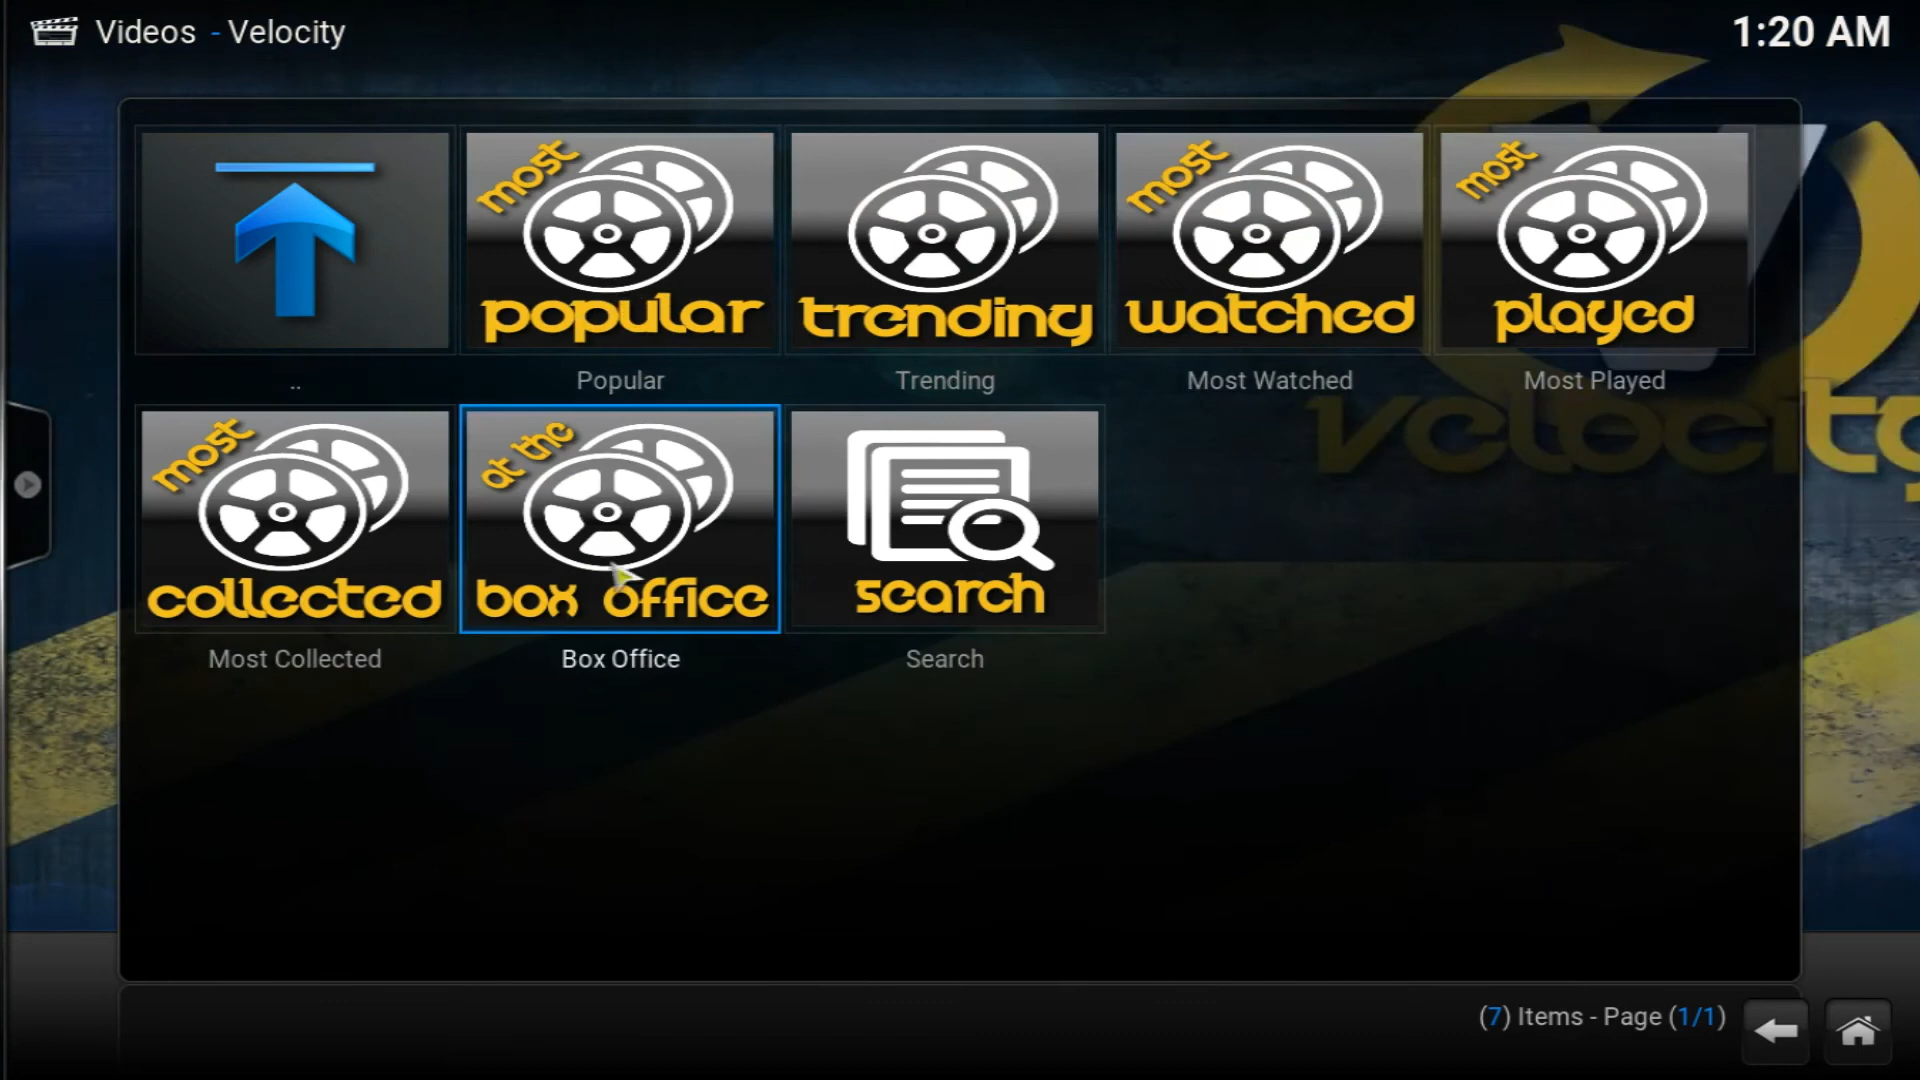 Videos - Velocity
1:20 AM
most
popular
trending
most
watched
most
played
..
Popular
Trending
Most Watched
Most Played
velocity
most
collected
at the
box office
search
Most Collected
Box Office
Search
(7) Items - Page (1/1)